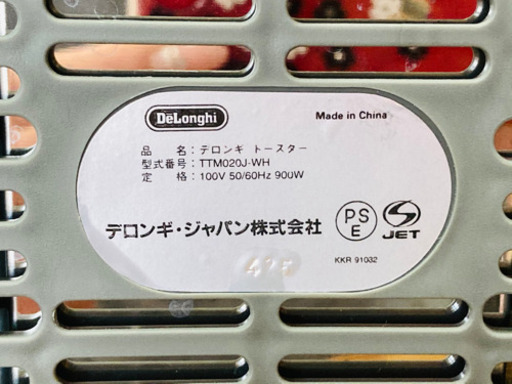 DeLonghi
Made in China
品 名：デロンギ トースター
型式番号：TTM020J-WH
定 格：100V 50/60Hz 900W
デロンギ・ジャパン株式会社
PS
E
S
JET
KKR 91032